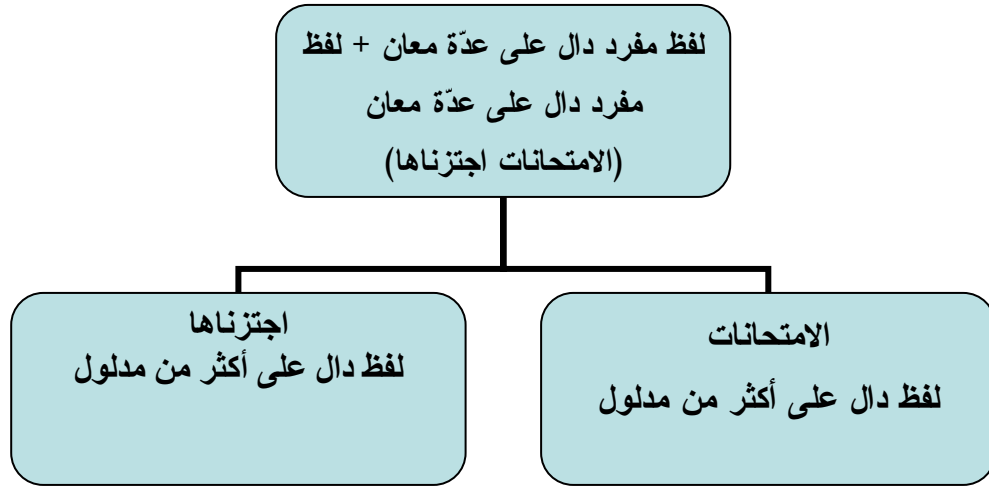 لفظ مفرد دال على عدّة معان + لفظ
مفرد دال على عدّة معان
(الامتحانات اجتزناها)
الامتحانات
لفظ دال على أكثر من مدلول
اجتزناها
لفظ دال على أكثر من مدلول